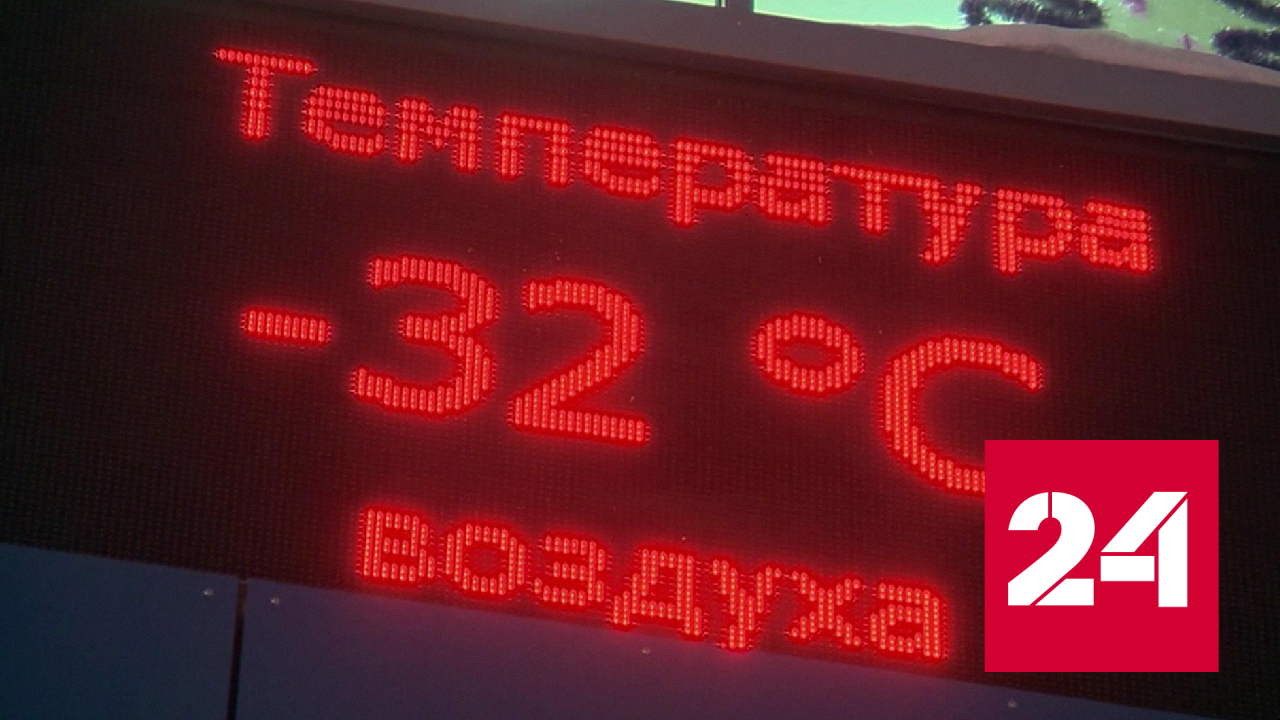 Температура
-32 °C
воздуха
24